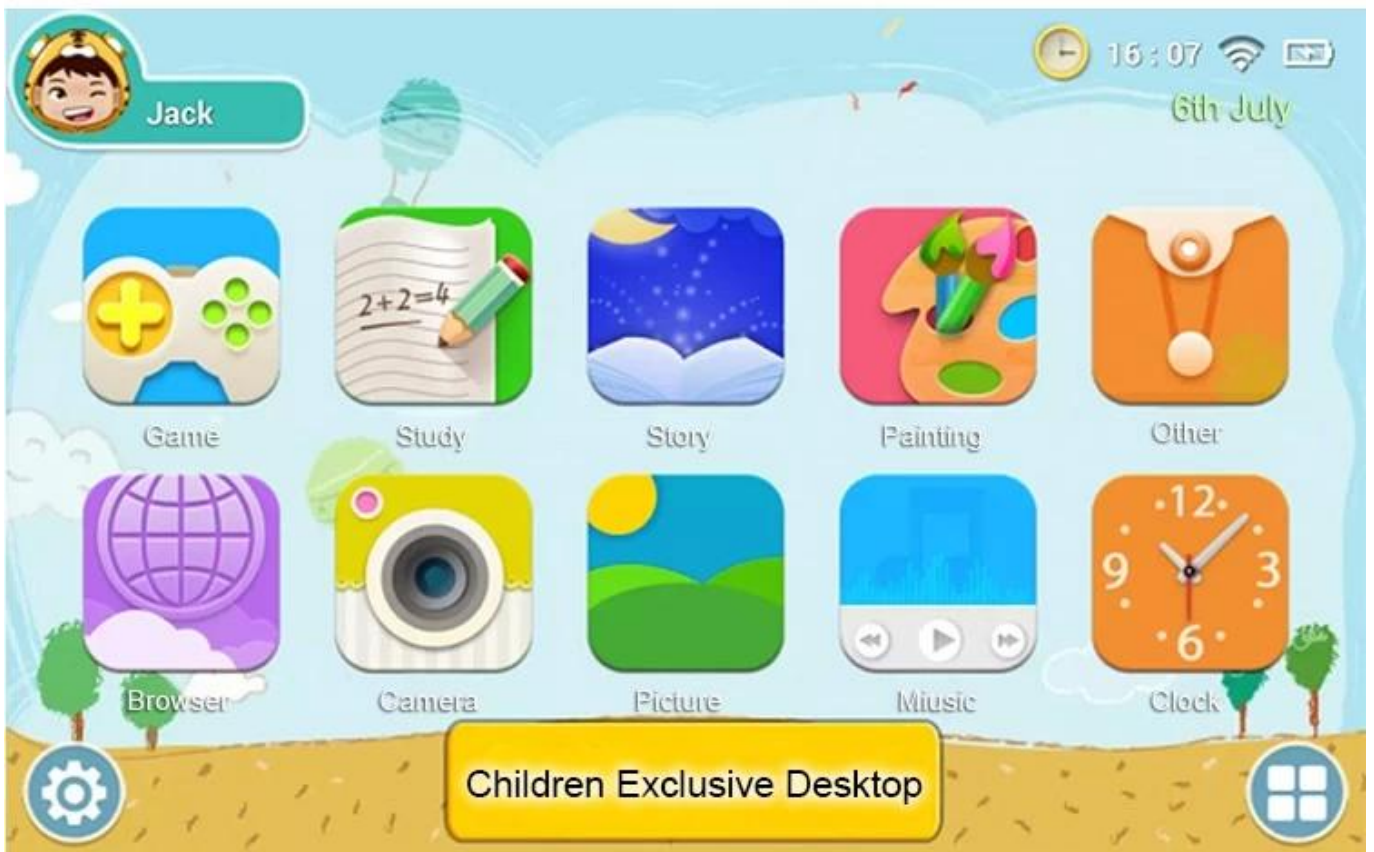 Jack
16:07
6th July
2+2=4
Game
Study
Story
Painting
Other
12
9
3
6
Browser
Camera
Picture
Miusic
Clock
Children Exclusive Desktop